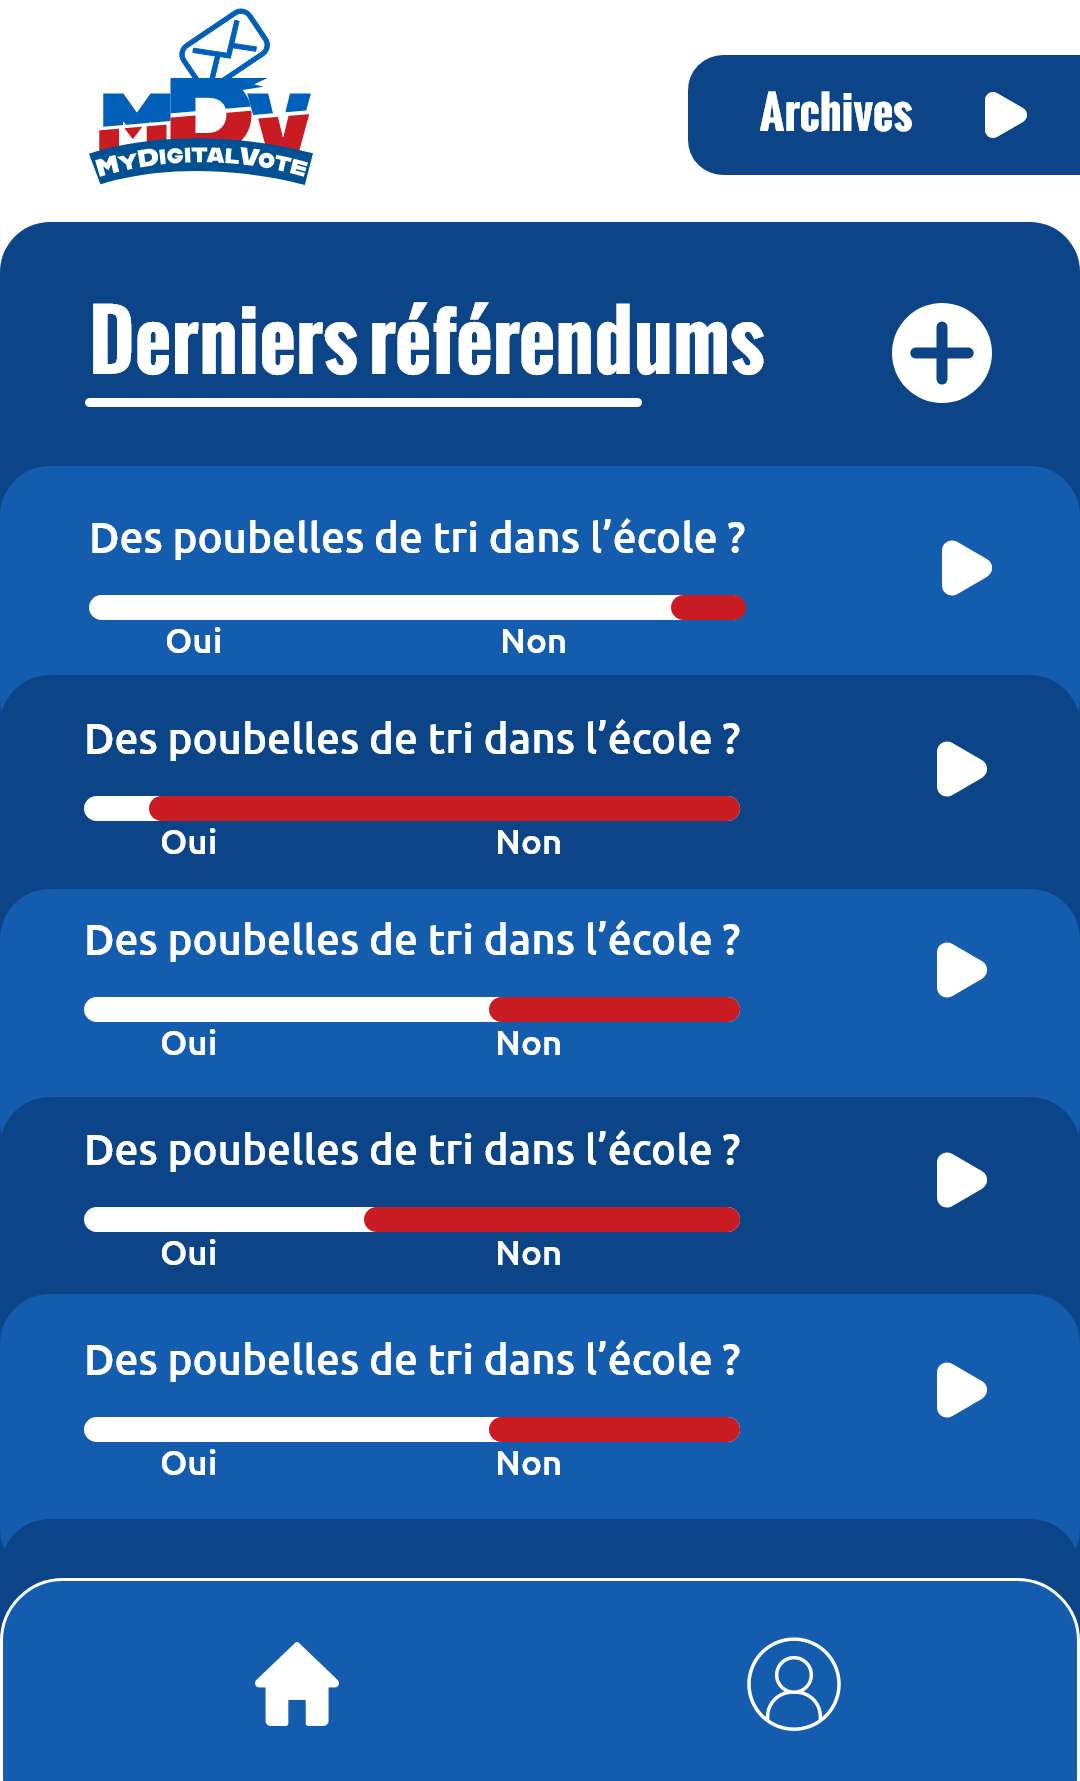 MDV
MYDIGITALVOTE
Archives
Derniers référendums
Des poubelles de tri dans l’école ?
Oui Non
Des poubelles de tri dans l’école ?
Oui Non
Des poubelles de tri dans l’école ?
Oui Non
Des poubelles de tri dans l’école ?
Oui Non
Des poubelles de tri dans l’école ?
Oui Non